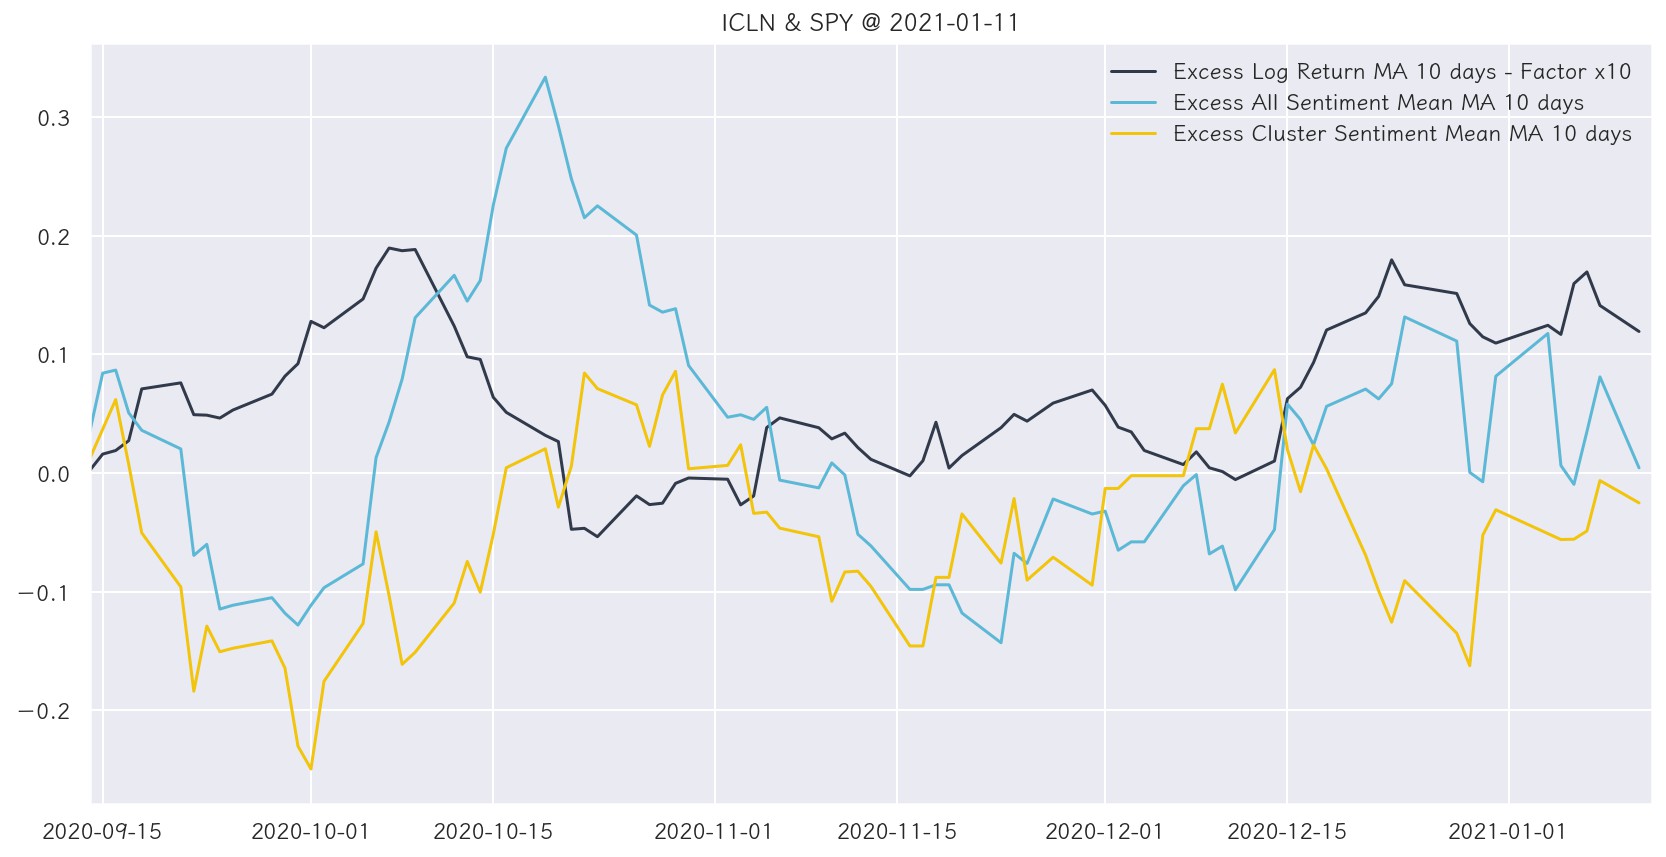 ICLN & SPY @ 2021-01-11
Excess Log Return MA 10 days - Factor x10
Excess All Sentiment Mean MA 10 days
Excess Cluster Sentiment Mean MA 10 days
0.3
0.2
0.1
0.0
−0.1
−0.2
2020-09-15 2020-10-01 2020-10-15 2020-11-01 2020-11-15 2020-12-01 2020-12-15 2021-01-01